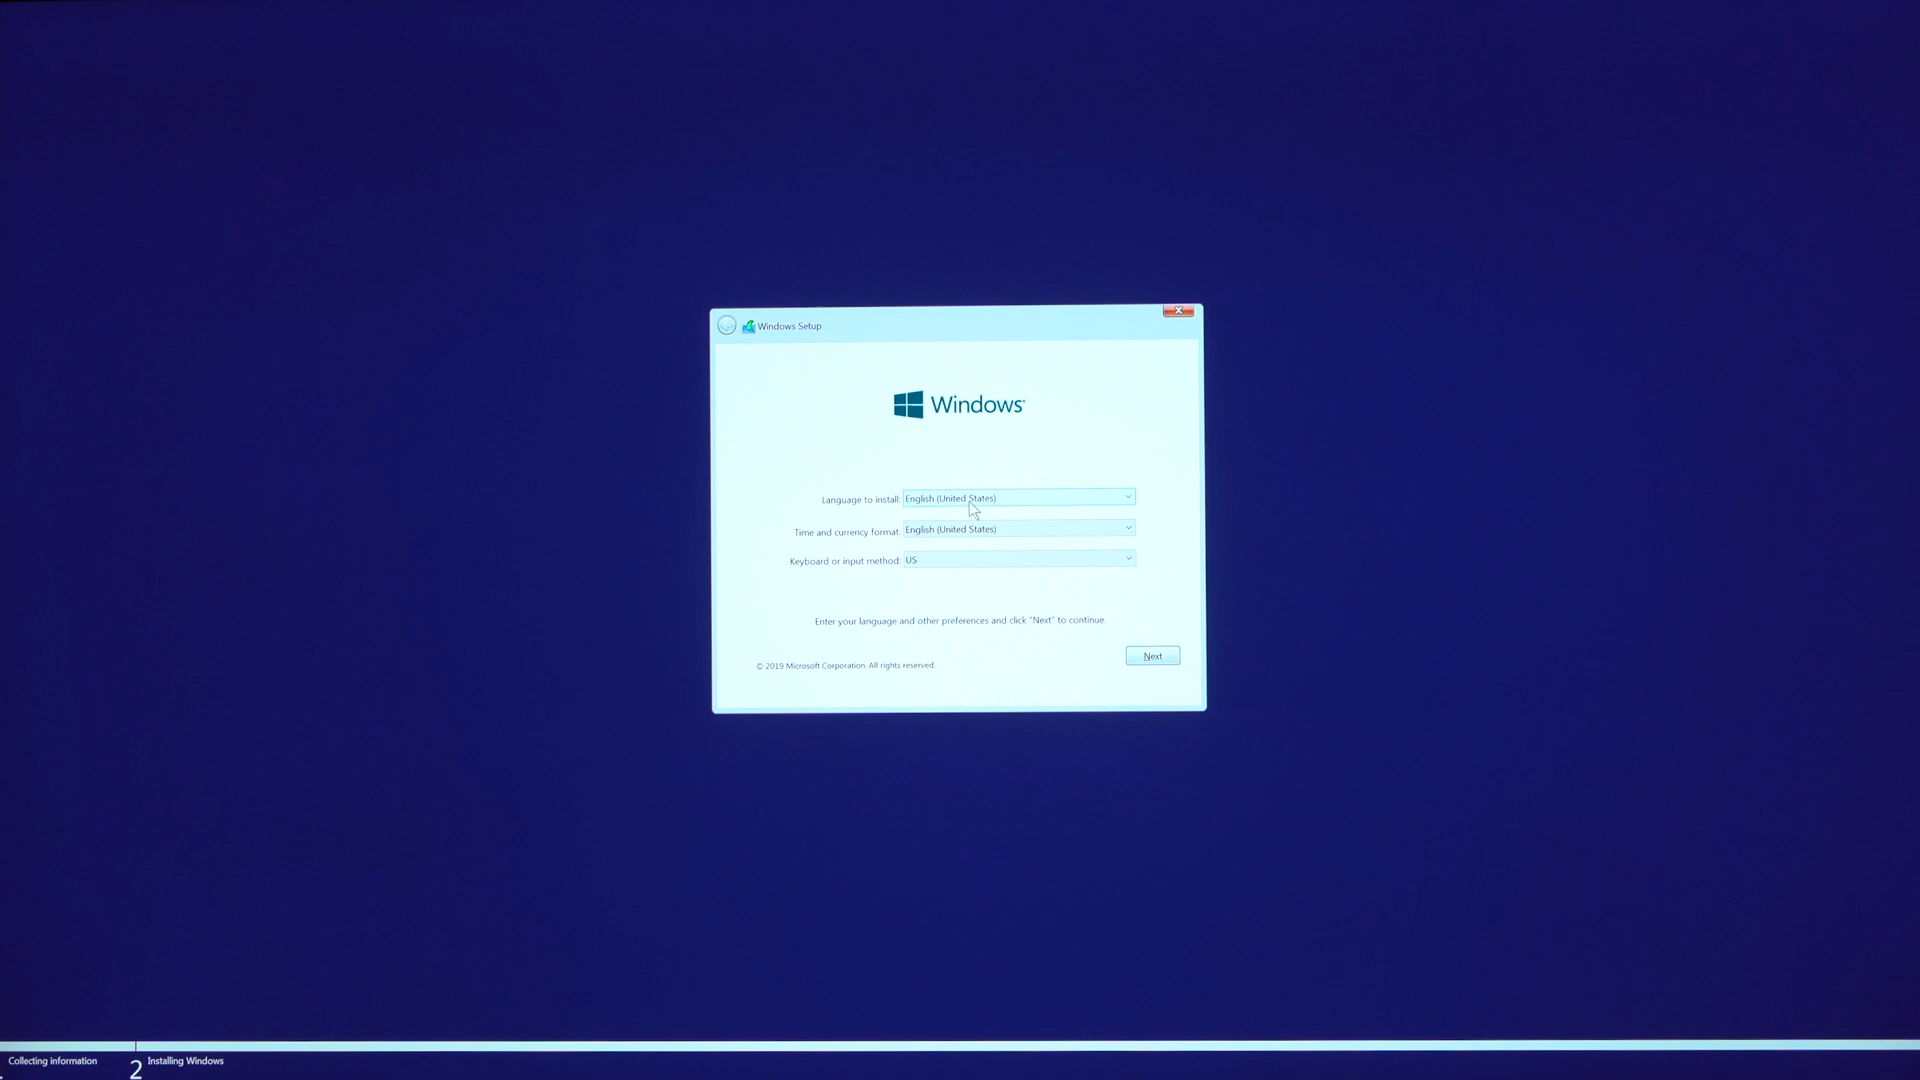 Windows Setup
Windows
Language to install: English (United States)
Time and currency format: English (United States)
Keyboard or input method: US
Enter your language and other preferences and click "Next" to continue.
© 2019 Microsoft Corporation. All rights reserved.
Next
Collecting information
2 Installing Windows